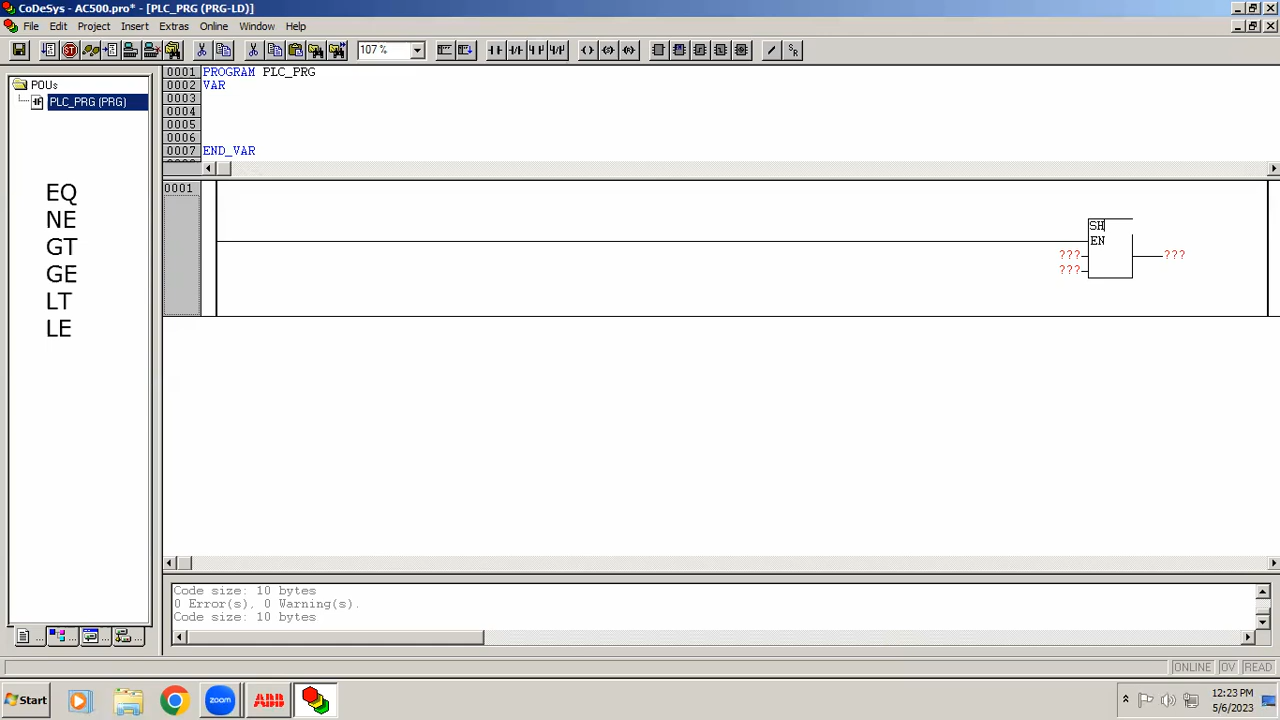 CoDeSys - AC500.pro* - [PLC_PRG (PRG-LD)]
File Edit Project Insert Extras Online Window Help
107 %
POUs
PLC_PRG (PRG)
EQ
NE
GT
GE
LT
LE
0001 PROGRAM PLC_PRG
0002 VAR
0003
0004
0005
0006
0007 END_VAR
0001
SH
EN
??? ???
???
Code size: 10 bytes
0 Error(s), 0 Warning(s).
Code size: 10 bytes
ONLINE OV READ
Start
zoom
ABB
12:23 PM
5/6/2023